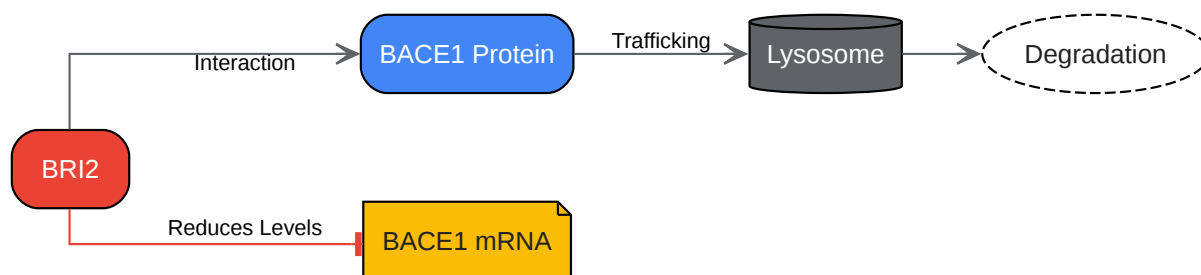 Interaction
BACE1 Protein
Trafficking
Lysosome
Degradation
BRI2
Reduces Levels
BACE1 mRNA